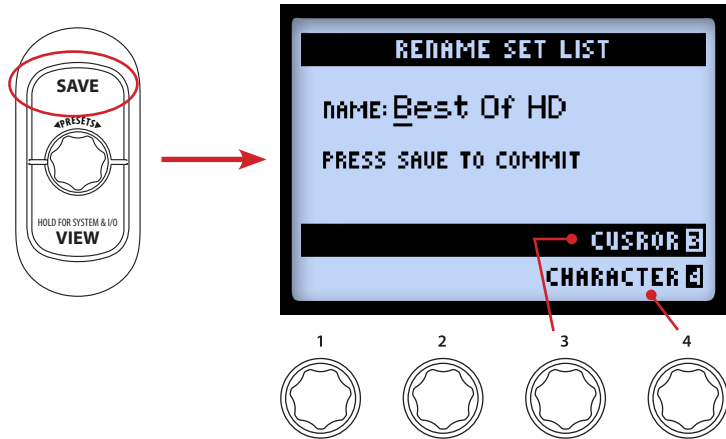 SAVE
◄PRESETS►
HOLD FOR SYSTEM & I/O
VIEW
RENAME SET LIST
NAME: Best Of HD
PRESS SAVE TO COMMIT
CUSROR 3
CHARACTER 4
1 2 3 4